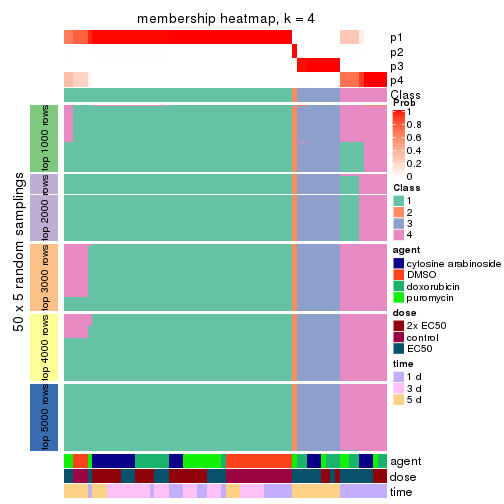 membership heatmap, k = 4
p1
p2
p3
p4
Class
50 x 5 random samplings
top 1000 rows
top 2000 rows
top 3000 rows
top 4000 rows
top 5000 rows
agent
dose
time
Prob
1
0.8
0.6
0.4
0.2
0
Class
1
2
3
4
agent
cytosine arabinoside
DMSO
doxorubicin
puromycin
dose
2x EC50
control
EC50
time
1 d
3 d
5 d